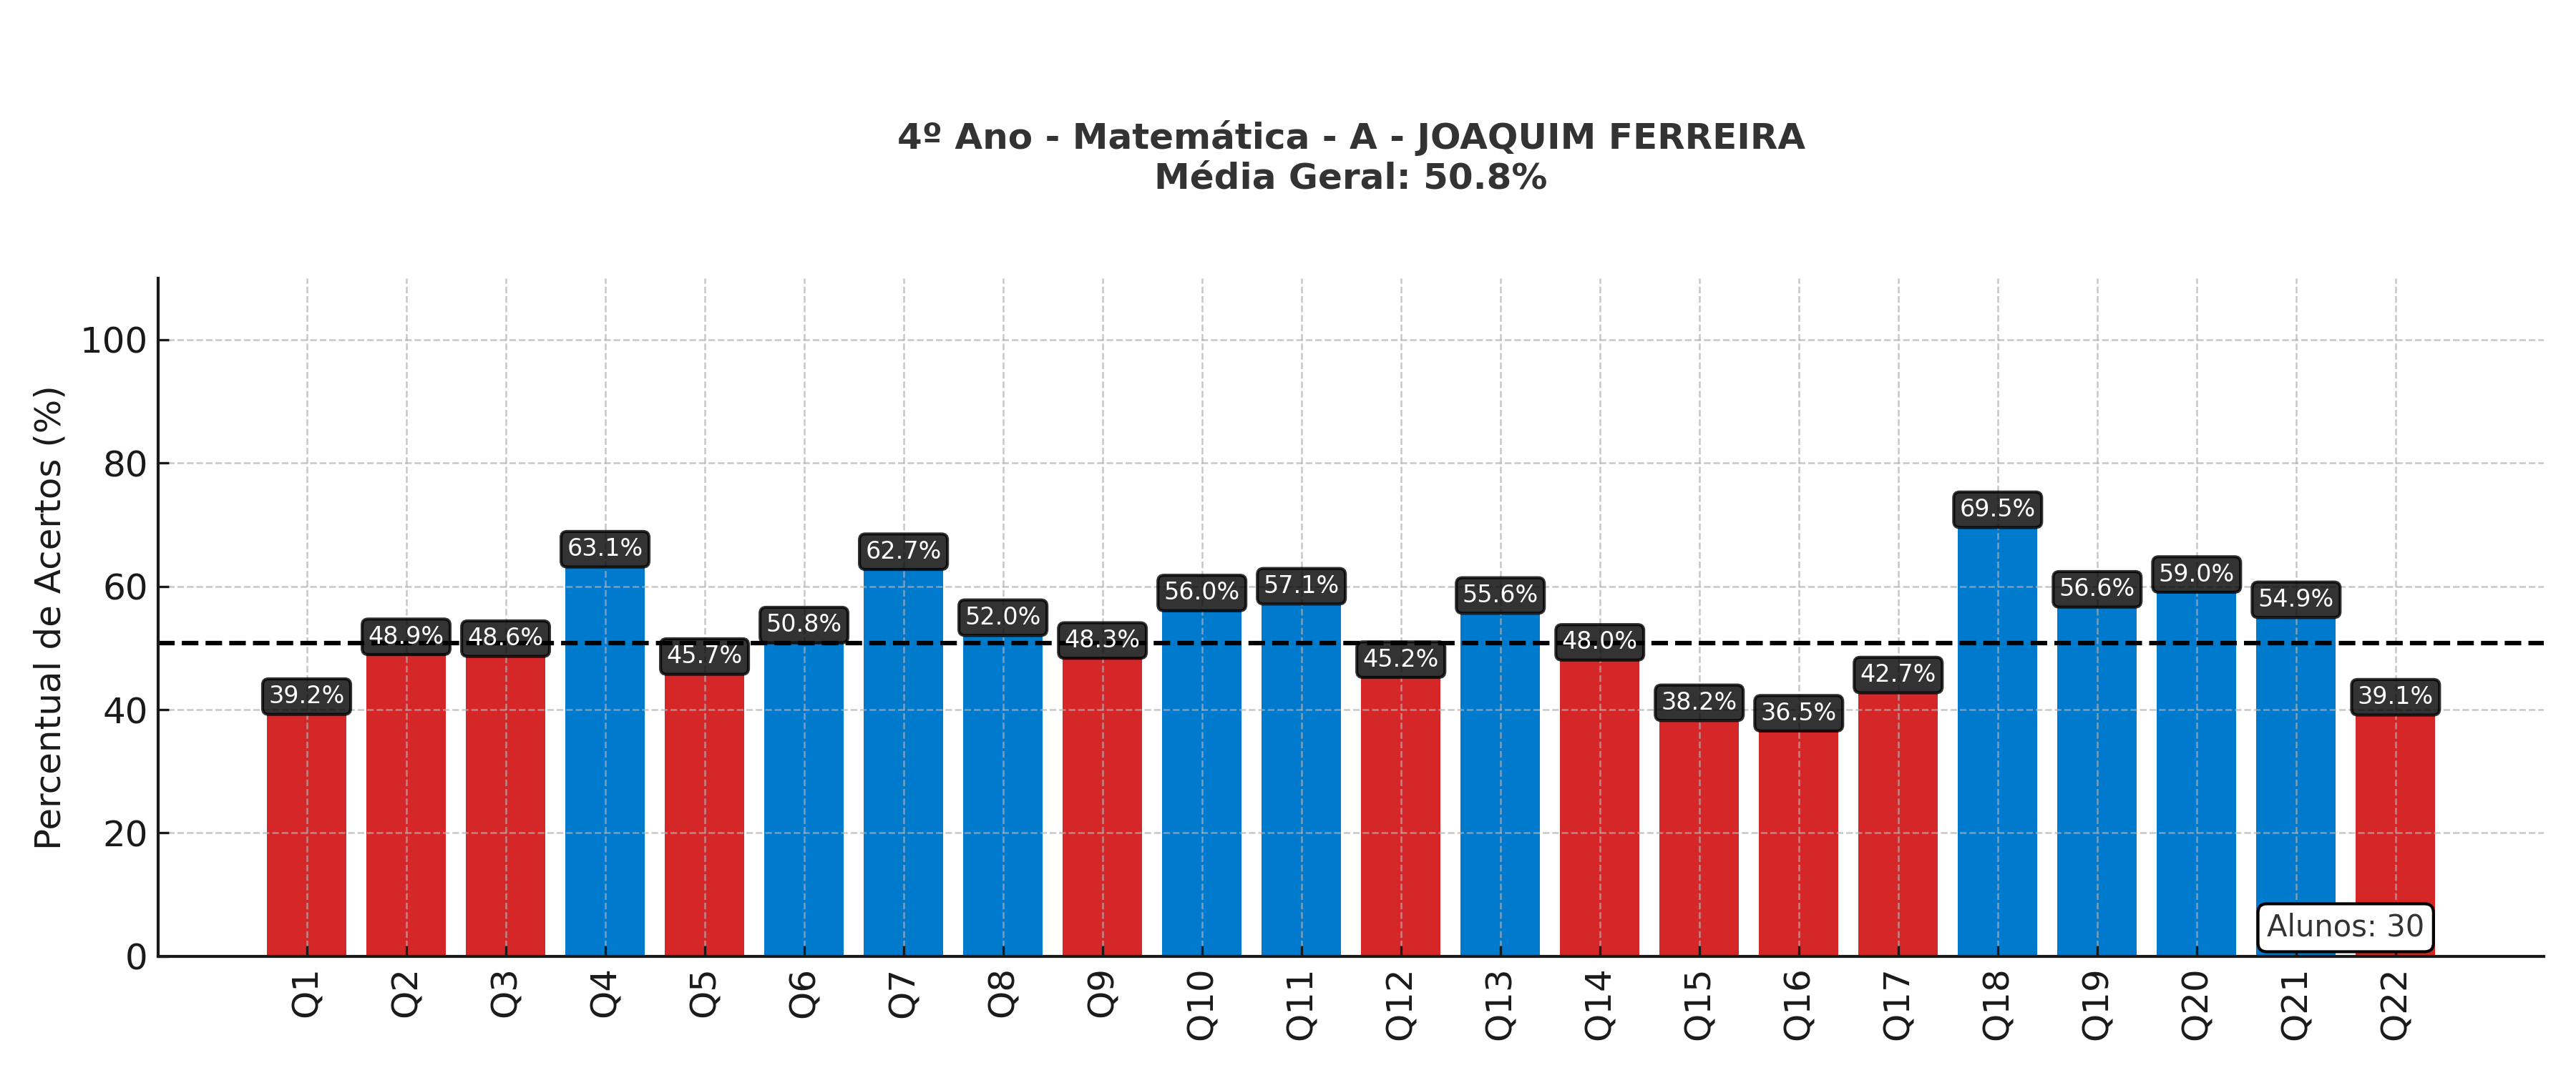 4º Ano - Matemática - A - JOAQUIM FERREIRA
Média Geral: 50.8%
Percentual de Acertos (%)
100
80
60
40
20
0
39.2%
48.9%
48.6%
63.1%
45.7%
50.8%
62.7%
52.0%
48.3%
56.0%
57.1%
45.2%
55.6%
48.0%
38.2%
36.5%
42.7%
69.5%
56.6%
59.0%
54.9%
39.1%
Alunos: 30
Q1
Q2
Q3
Q4
Q5
Q6
Q7
Q8
Q9
Q10
Q11
Q12
Q13
Q14
Q15
Q16
Q17
Q18
Q19
Q20
Q21
Q22